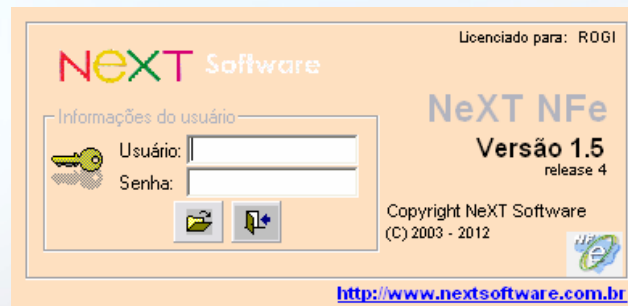 Licenciado para: ROGI
NeXT Software
NeXT NFe
Informações do usuário
Versão 1.5
release 4
Usuário:
Senha:
Copyright NeXT Software
(C) 2003 - 2012
NF
e
http://www.nextsoftware.com.br